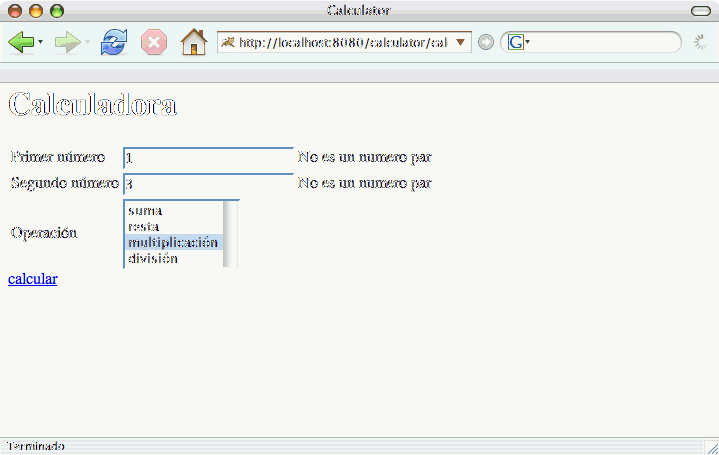 Calculator
http://localhost:8080/calculator/cal
G
Calculadora
Primer número 1 No es un numero par
Segundo número 3 No es un numero par
suma
resta
Operación
multiplicación
división
calcular
Terminado